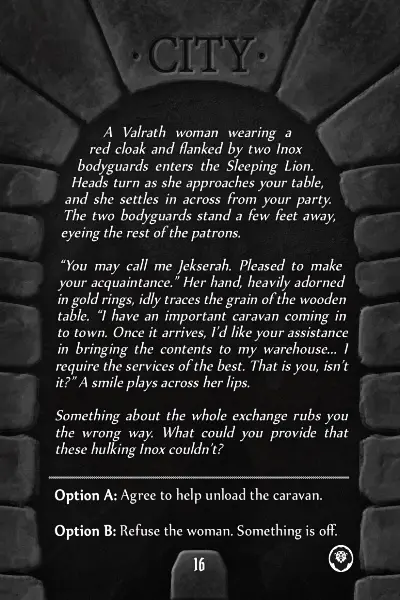 · CITY ·
A Valrath woman wearing a
red cloak and flanked by two Inox
bodyguards enters the Sleeping Lion.
Heads turn as she approaches your table,
and she settles in across from your party.
The two bodyguards stand a few feet away,
eyeing the rest of the patrons.
“You may call me Jekserah. Pleased to make
your acquaintance.” Her hand, heavily adorned
in gold rings, idly traces the grain of the wooden
table. “I have an important caravan coming in
to town. Once it arrives, I’d like your assistance
in bringing the contents to my warehouse... I
require the services of the best. That is you, isn’t
it?” A smile plays across her lips.
Something about the whole exchange rubs you
the wrong way. What could you provide that
these hulking Inox couldn’t?
Option A: Agree to help unload the caravan.
Option B: Refuse the woman. Something is off.
16